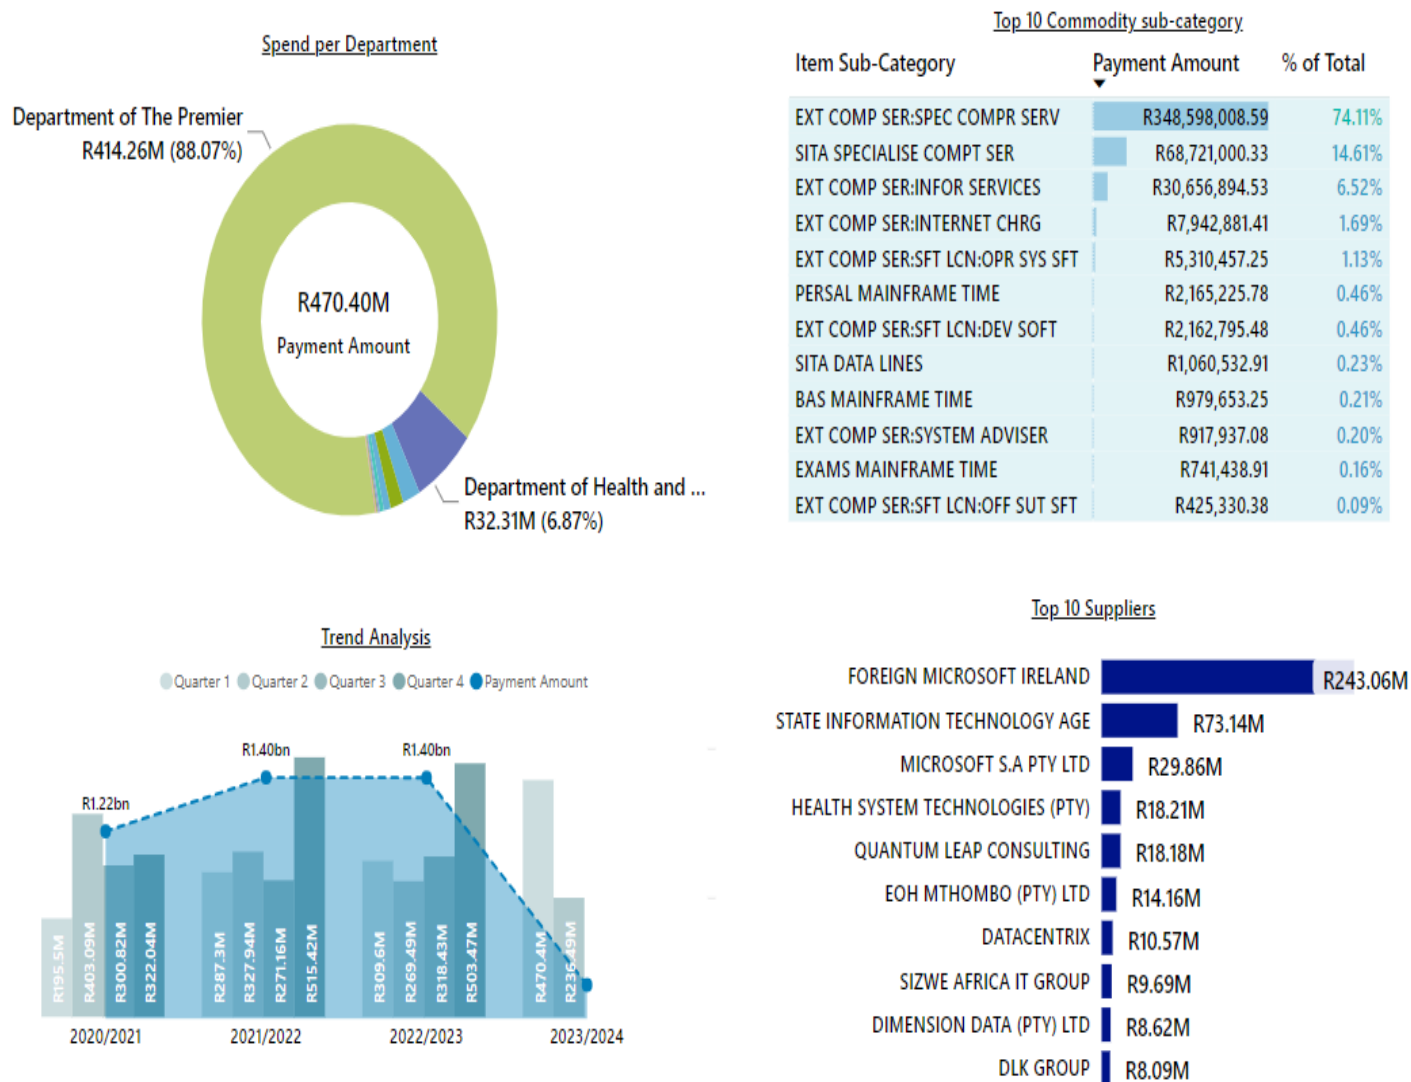 Spend per Department
Department of The Premier
R414.26M (88.07%)
R470.40M
Payment Amount
Department of Health and ...
R32.31M (6.87%)
Top 10 Commodity sub-category
Item Sub-Category Payment Amount % of Total
EXT COMP SER:SPEC COMPR SERV R348,598,008.59 74.11%
SITA SPECIALISE COMPT SER R68,721,000.33 14.61%
EXT COMP SER:INFOR SERVICES R30,656,894.53 6.52%
EXT COMP SER:INTERNET CHRG R7,942,881.41 1.69%
EXT COMP SER:SFT LCN:OPR SYS SFT R5,310,457.25 1.13%
PERSAL MAINFRAME TIME R2,165,225.78 0.46%
EXT COMP SER:SFT LCN:DEV SOFT R2,162,795.48 0.46%
SITA DATA LINES R1,060,532.91 0.23%
BAS MAINFRAME TIME R979,653.25 0.21%
EXT COMP SER:SYSTEM ADVISER R917,937.08 0.20%
EXAMS MAINFRAME TIME R741,438.91 0.16%
EXT COMP SER:SFT LCN:OFF SUT SFT R425,330.38 0.09%
Trend Analysis
Quarter 1 Quarter 2 Quarter 3 Quarter 4 Payment Amount
R1.22bn
R1.40bn
R1.40bn
R195.5M
R403.09M
R300.82M
R322.04M
R287.3M
R327.94M
R271.16M
R515.42M
R309.6M
R269.49M
R318.43M
R503.47M
R470.4M
R236.49M
2020/2021 2021/2022 2022/2023 2023/2024
Top 10 Suppliers
FOREIGN MICROSOFT IRELAND R243.06M
STATE INFORMATION TECHNOLOGY AGE R73.14M
MICROSOFT S.A PTY LTD R29.86M
HEALTH SYSTEM TECHNOLOGIES (PTY) R18.21M
QUANTUM LEAP CONSULTING R18.18M
EOH MTHOMBO (PTY) LTD R14.16M
DATACENTRIX R10.57M
SIZWE AFRICA IT GROUP R9.69M
DIMENSION DATA (PTY) LTD R8.62M
DLK GROUP R8.09M